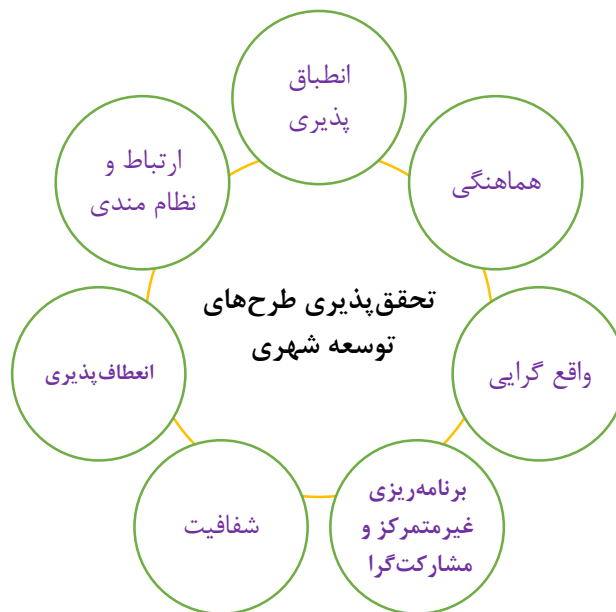 انطباق
پذیری
هماهنگی
ارتباط و
نظام مندی
تحقق‌پذیری طرح‌های
توسعه شهری
واقع گرایی
انعطاف‌پذیری
برنامه‌ریزی
غیرمتمرکز و
مشارکت‌گرا
شفافیت